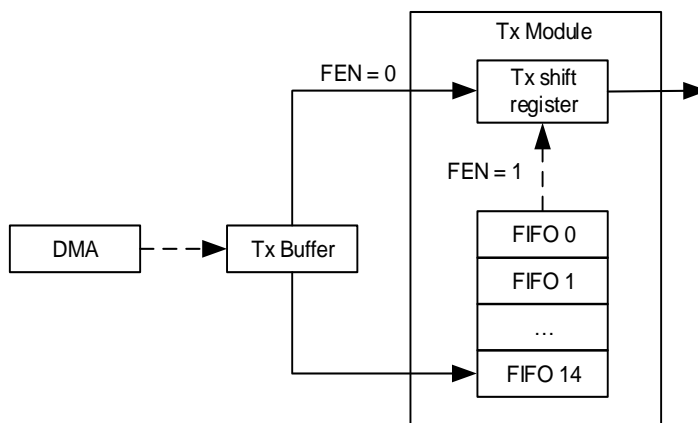 Tx Module
FEN = 0
Tx shift
register
FEN = 1
DMA
Tx Buffer
FIFO 0
FIFO 1
...
FIFO 14